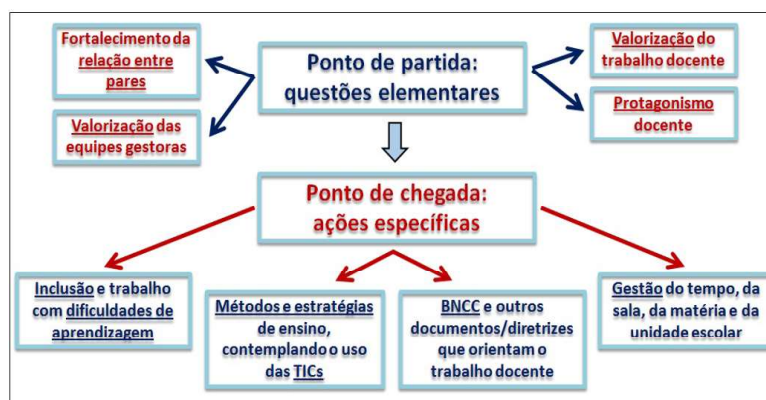 Fortalecimento da
relação entre
pares
Valorização das
equipes gestoras
Ponto de partida:
questões elementares
Valorização do
trabalho docente
Protagonismo
docente
Ponto de chegada:
ações específicas
Inclusão e trabalho
com dificuldades de
aprendizagem
Métodos e estratégias
de ensino,
contemplando o uso
das TICs
BNCC e outros
documentos/diretrizes
que orientam o
trabalho docente
Gestão do tempo, da
sala, da matéria e da
unidade escolar